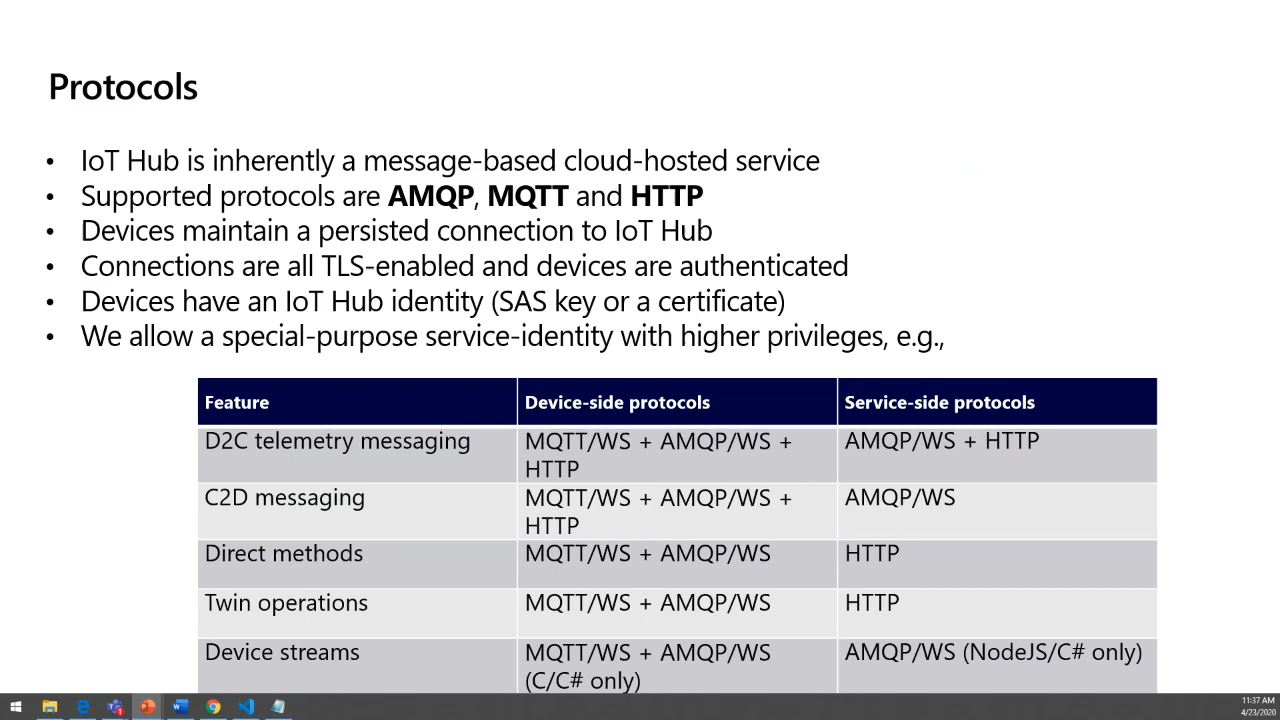 Protocols
• IoT Hub is inherently a message-based cloud-hosted service
• Supported protocols are AMQP, MQTT and HTTP
• Devices maintain a persisted connection to IoT Hub
• Connections are all TLS-enabled and devices are authenticated
• Devices have an IoT Hub identity (SAS key or a certificate)
• We allow a special-purpose service-identity with higher privileges, e.g.,
Feature Device-side protocols Service-side protocols
D2C telemetry messaging MQTT/WS + AMQP/WS + AMQP/WS + HTTP
HTTP
C2D messaging MQTT/WS + AMQP/WS + AMQP/WS
HTTP
Direct methods MQTT/WS + AMQP/WS HTTP
Twin operations MQTT/WS + AMQP/WS HTTP
Device streams MQTT/WS + AMQP/WS AMQP/WS (NodeJS/C# only)
(C/C# only)
11:37 AM
4/23/2020